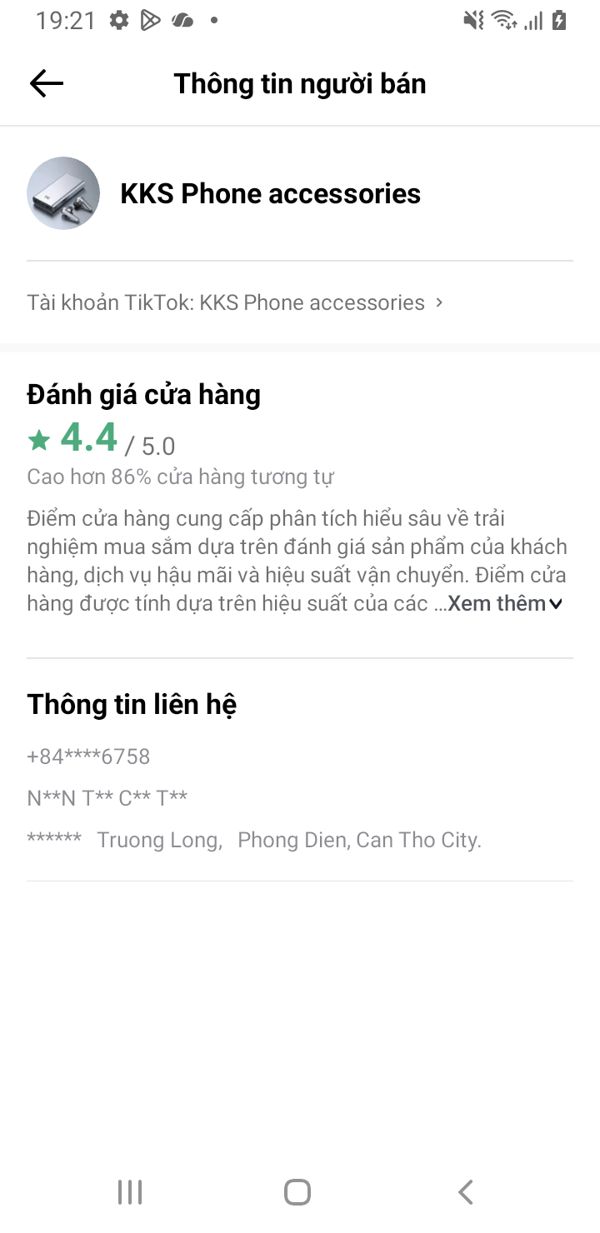 19:21
Thông tin người bán
KKS Phone accessories
Tài khoản TikTok: KKS Phone accessories >
Đánh giá cửa hàng
★ 4.4 / 5.0
Cao hơn 86% cửa hàng tương tự
Điểm cửa hàng cung cấp phân tích hiểu sâu về trải
nghiệm mua sắm dựa trên đánh giá sản phẩm của khách
hàng, dịch vụ hậu mãi và hiệu suất vận chuyển. Điểm cửa
hàng được tính dựa trên hiệu suất của các ...Xem thêm
Thông tin liên hệ
+84****6758
N**N T** C** T**
****** Truong Long, Phong Dien, Can Tho City.